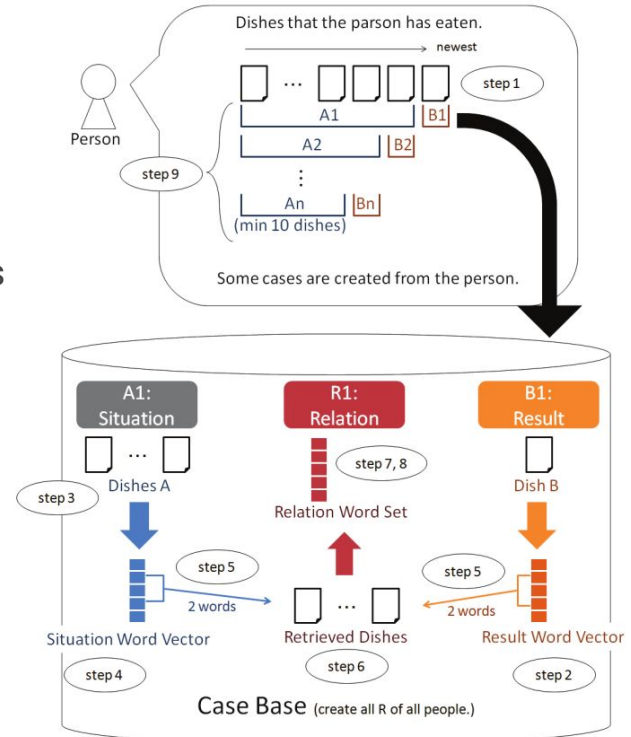 Dishes that the parson has eaten.
newest
...
step 1
A1
B1
Person
A2
B2
step 9
⋮
An
Bn
(min 10 dishes)
s
Some cases are created from the person.
A1:
Situation
R1:
Relation
B1:
Result
...
step 7, 8
step 3
Dishes A
Dish B
Relation Word Set
step 5
step 5
2 words
...
2 words
Situation Word Vector
Retrieved Dishes
Result Word Vector
step 4
step 6
step 2
Case Base (create all R of all people.)